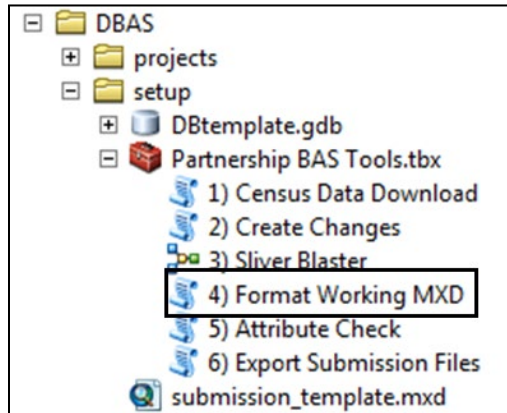 DBAS
projects
setup
DBtemplate.gdb
Partnership BAS Tools.tbx
1) Census Data Download
2) Create Changes
3) Sliver Blaster
4) Format Working MXD
5) Attribute Check
6) Export Submission Files
submission_template.mxd